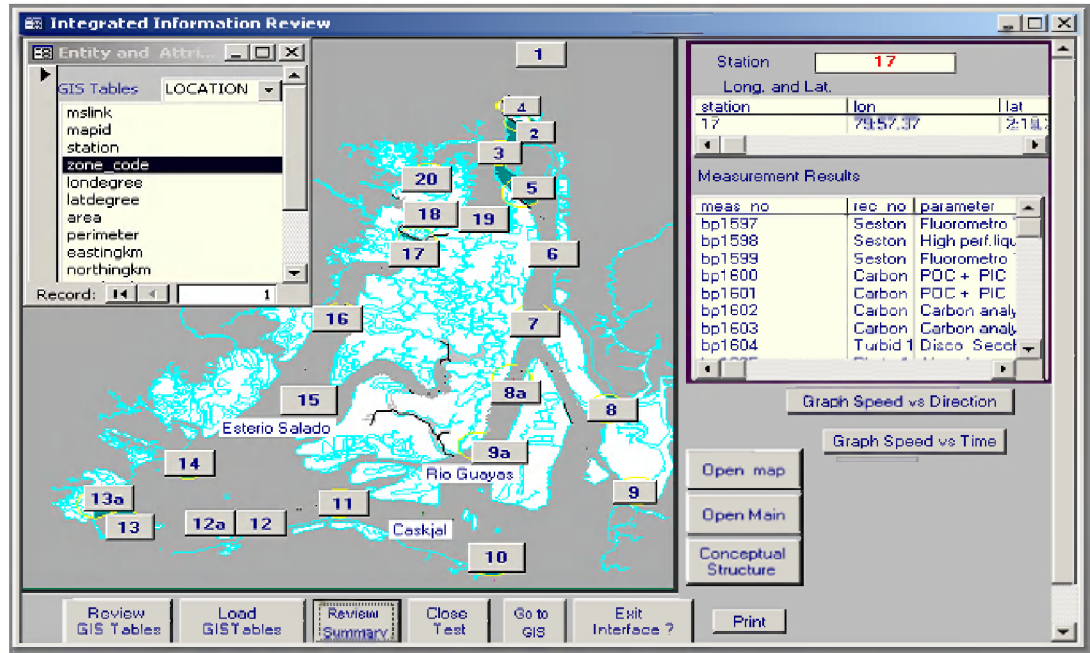 Integrated Information Review
Entity and Attri...
GIS Tables LOCATION
mslink
mapid
station
zone_code
londegree
latdegree
area
perimeter
eastingkm
northingkm
Record: 1
1
4
2
3
20
5
18
19
17
6
16
7
8a
15
8
Esterio Salado
9a
14
Rio Guayas
9
13a
11
13
12a
12
Caskjal
10
Station 17
Long. and Lat.
station lon lat
17 79:57.37
Measurement Results
meas_no rec_no parameter
bp1597 Seston Fluorometro
bp1598 Seston High perf.liqu
bp1599 Seston Fluorometro
bp1600 Carbon POC + PIC
bp1601 Carbon POC + PIC
bp1602 Carbon Carbon analy
bp1603 Carbon Carbon analy
bp1604 Turbid 1 Disco Secch
Graph Speed vs Direction
Graph Speed vs Time
Open map
Open Main
Conceptual
Structure
Review
GIS Tables
Load
GISTables
Review
Summary
Close
Test
Go to
GIS
Exit
Interface ?
Print